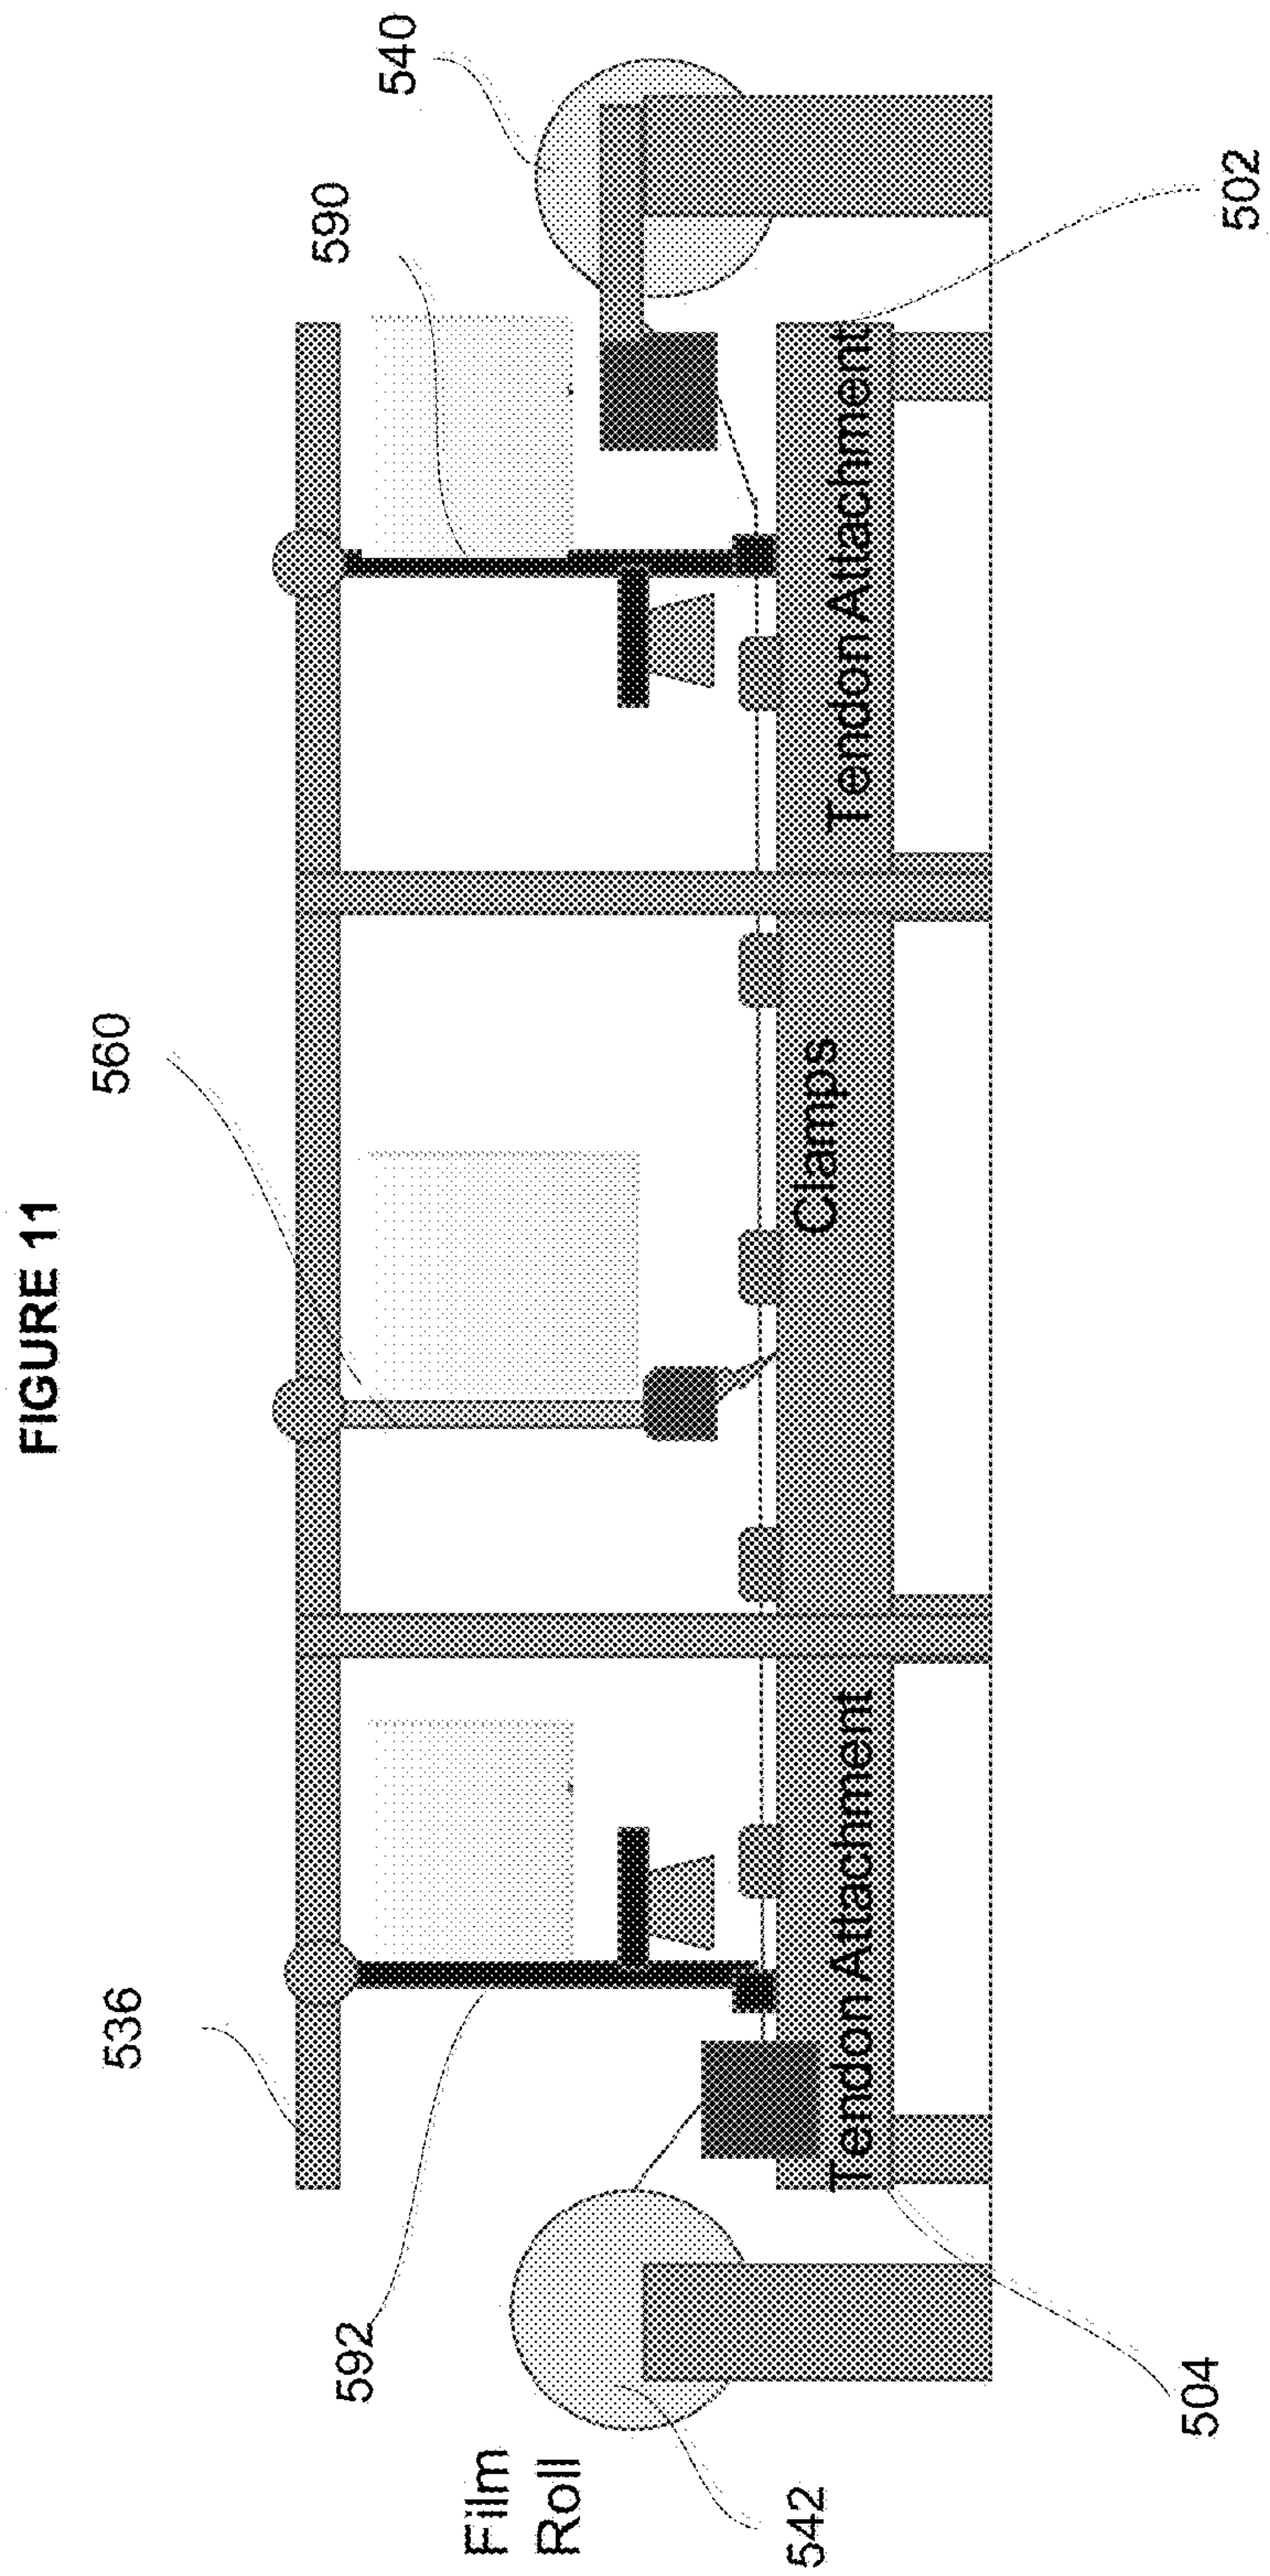 FIGURE 11
536
560
590
540
592
Film
Roll
542
Tendon Attachment
Clamps
Tendon Attachment
504
502